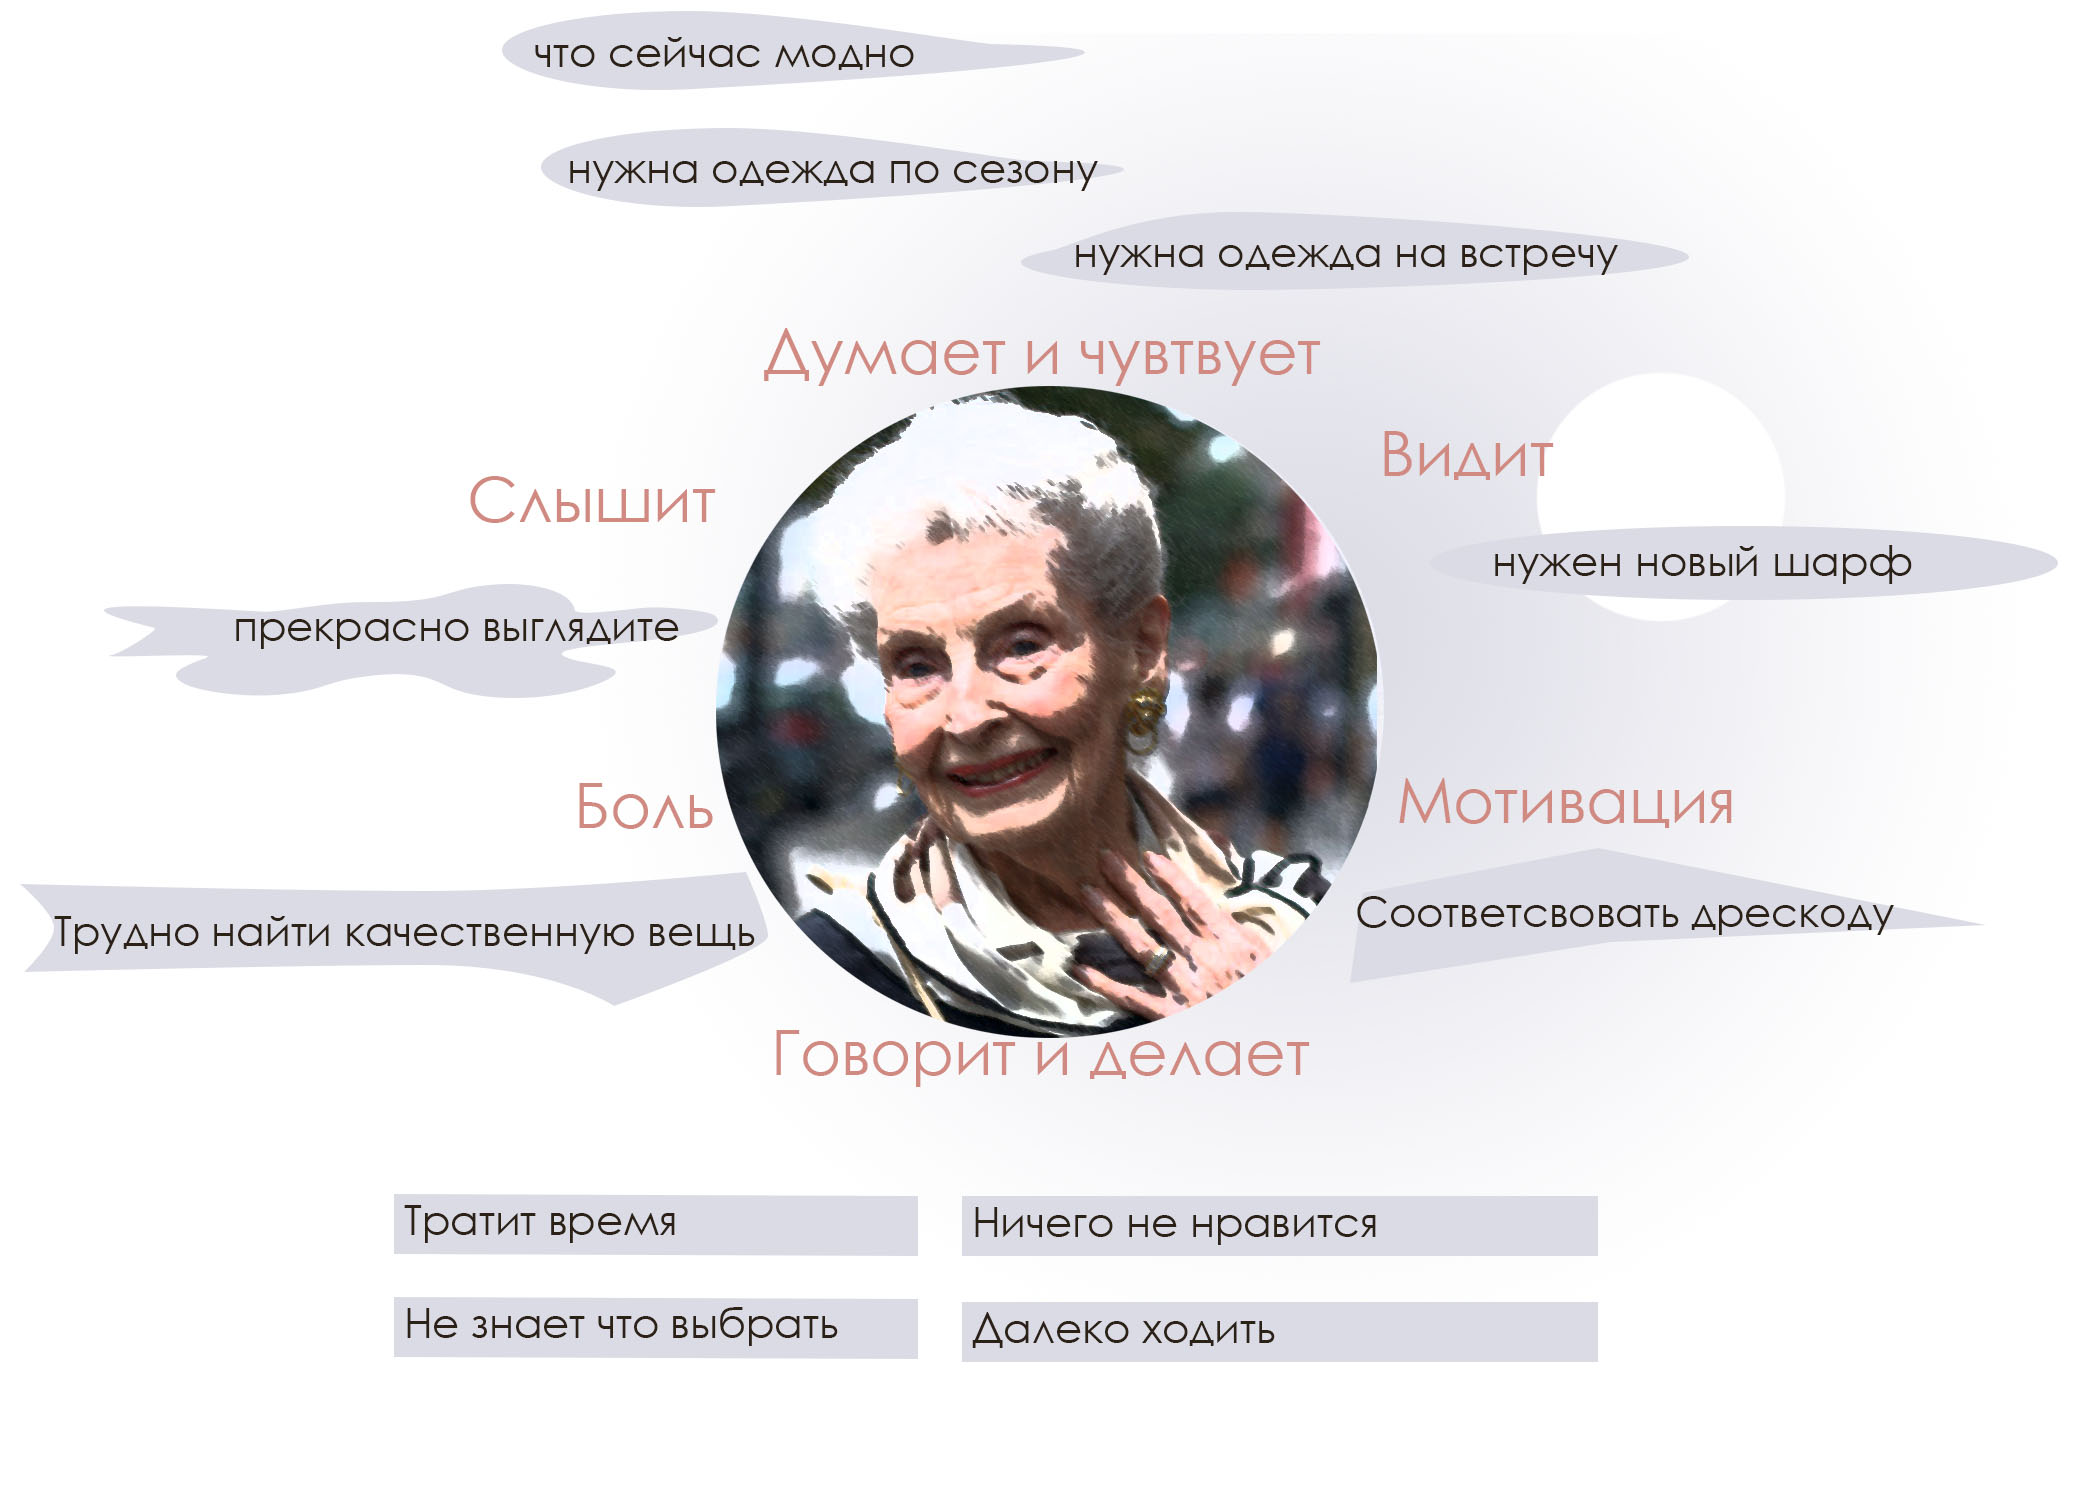 что сейчас модно
нужна одежда по сезону
нужна одежда на встречу
Думает и чувтвует
Видит
Слышит
нужен новый шарф
прекрасно выглядите
Боль
Мотивация
Трудно найти качественную вещь
Соответсвовать дрескоду
Говорит и делает
Тратит время
Ничего не нравится
Не знает что выбрать
Далеко ходить